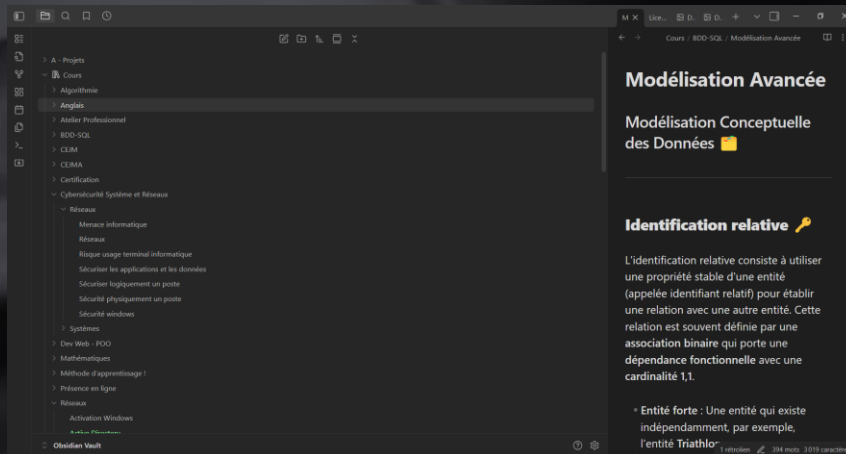 M
Lice...
D..
D..
A - Projets
Cours
Algorithmie
Anglais
Atelier Professionnel
BDD-SQL
CEJM
CEJMA
Certification
Cybersécurité Système et Réseaux
Réseaux
Menace informatique
Réseaux
Risque usage terminal informatique
Sécuriser les applications et les données
Sécuriser logiquement un poste
Sécurité physiquement un poste
Sécurité windows
Systèmes
Dev Web - POO
Mathématiques
Méthode d'apprentissage !
Présence en ligne
Réseaux
Activation Windows
Active Directory
Obsidian Vault
Cours / BDD-SQL / Modélisation Avancée
Modélisation Avancée
Modélisation Conceptuelle
des Données 🗂️
Identification relative 🔑
L'identification relative consiste à utiliser
une propriété stable d'une entité
(appelée identifiant relatif) pour établir
une relation avec une autre entité. Cette
relation est souvent définie par une
association binaire qui porte une
dépendance fonctionnelle avec une
cardinalité 1,1.
• Entité forte : Une entité qui existe
indépendamment, par exemple,
l'entité Triathlo
1 rétrolien 394 mots 3 019 caractère